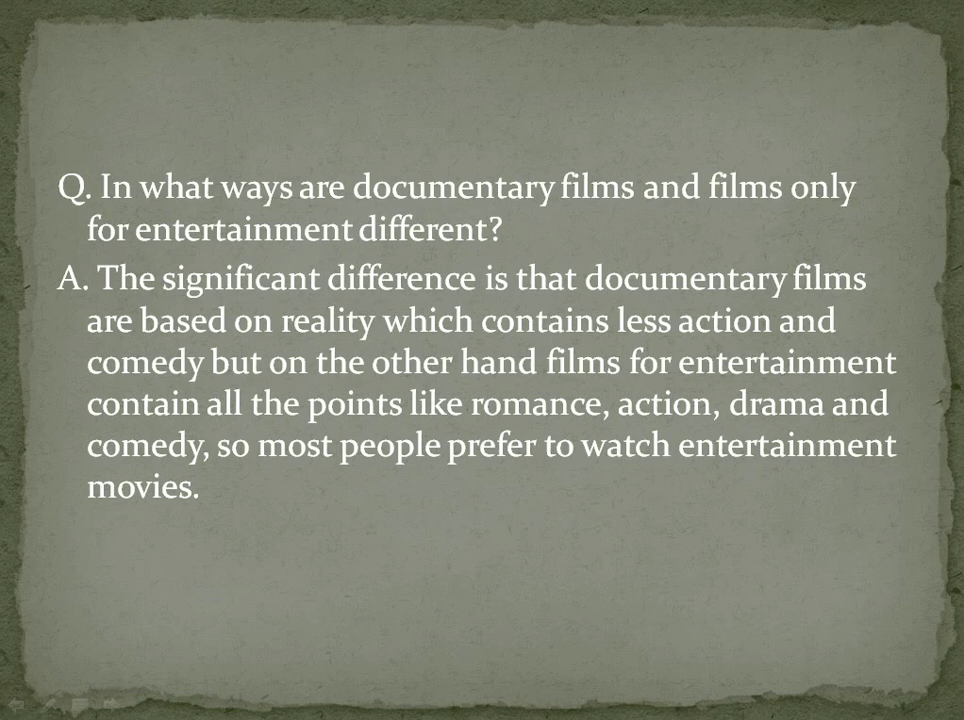 Q. In what ways are documentary films and films only
for entertainment different?
A. The significant difference is that documentary films
are based on reality which contains less action and
comedy but on the other hand films for entertainment
contain all the points like romance, action, drama and
comedy, so most people prefer to watch entertainment
movies.